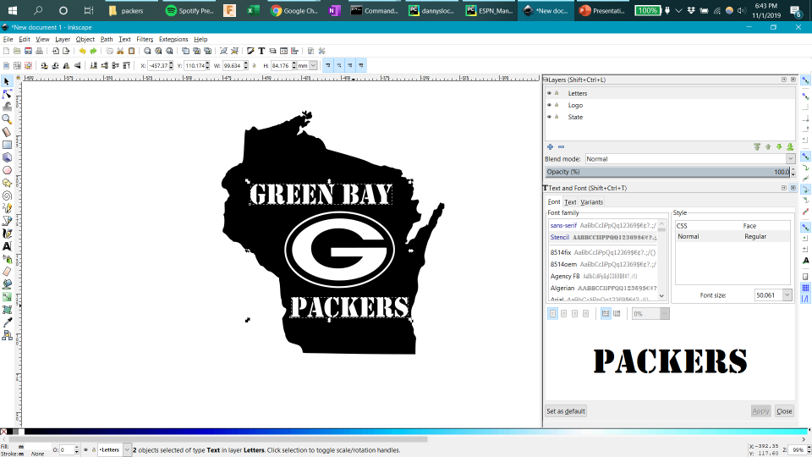 packers
Spotify Prev
Google Ch
Command...
dannyslo
ESPN_Man
*New doc...
Presentati...
100%
6:43 PM
11/1/2019
*New document 1 - Inkscape
File Edit View Layer Object Path Text Filters Extensions Help
X: -457.37 Y: 110.174 W: 99.634 H: 84.176 mm
Layers (Shift+Ctrl+L)
Letters
Logo
State
Blend mode: Normal
Opacity (%) 100.0
Text and Font (Shift+Ctrl+T)
Font Text Variants
Font family Style
sans-serif AaBbCcIiPpQq12369$€¢?.;/(
Stencil AABBCCIIPPQQ12369$€¢?.;
8514fix AaBbCcIiPpQq12369$€¢?.;/()
8514oem AaBbCcIiPpQq12369$€¢?.;
Agency FB AaBbCcIiPpQq12369$€¢?.;/()
Algerian
Arial
CSS Face
Normal Regular
Font size: 50.061
0%
GREEN BAY
G
PACKERS
PACKERS
Set as default Apply Close
Fill: m
Stroke: m None
O: 0
Letters
2 objects selected of type Text in layer Letters. Click selection to toggle scale/rotation handles.
X: -392.35
Y: 117.60
Z: 99%